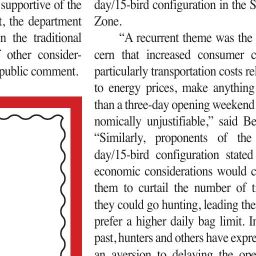 supportive of the
, the department
n the traditional
other consider-
public comment.
day/15-bird configuration in the S
Zone.
“A recurrent theme was the
cern that increased consumer c
particularly transportation costs rel
to energy prices, make anything
than a three-day opening weekend
nomically unjustifiable,” said Be
“Similarly, proponents of the
day/15-bird configuration stated
economic considerations would c
them to curtail the number of t
they could go hunting, leading the
prefer a higher daily bag limit. I
past, hunters and others have expre
an aversion to delaying the ope